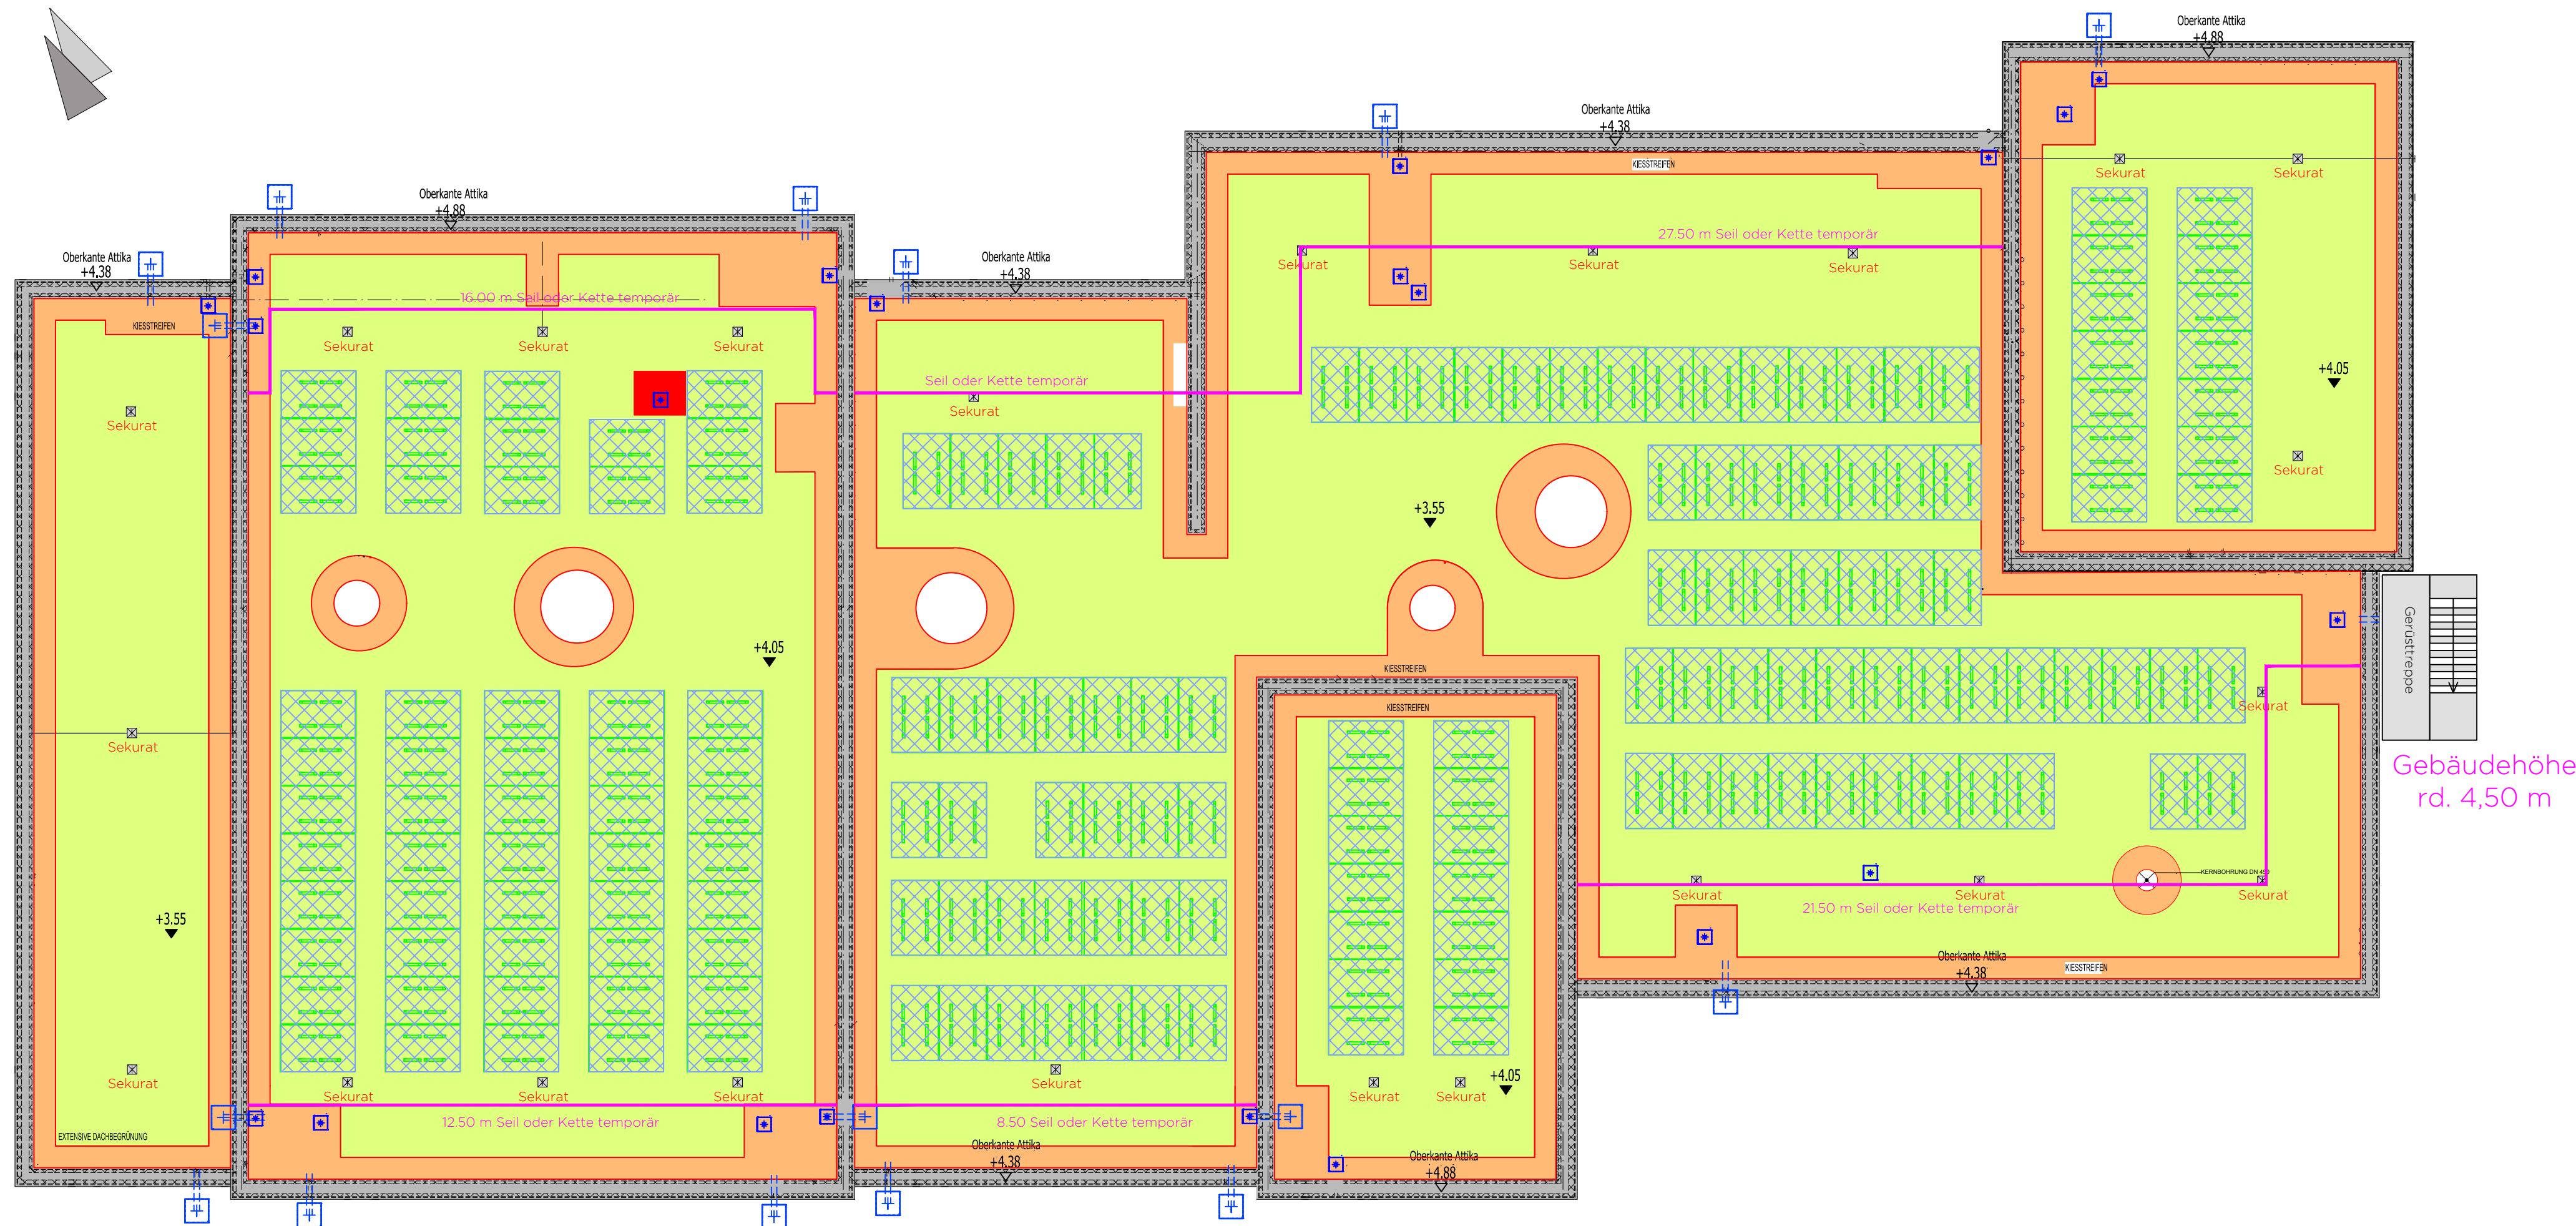 Oberkante Attika
+4.88
Oberkante Attika
+4.38
KIESSTREIFEN
Sekurat
Sekurat
Oberkante Attika
+4.88
27.50 m Seil oder Kette temporär
Sekurat
Sekurat
Sekurat
Oberkante Attika
+4.38
Oberkante Attika
+4.38
16.00 m Seil oder Kette temporär
KIESSTREIFEN
Sekurat
Sekurat
Sekurat
+4.05
Seil oder Kette temporär
Sekurat
Sekurat
Sekurat
+3.55
Gerüsttreppe
+4.05
KIESSTREIFEN
KIESSTREIFEN
Sekurat
Sekurat
Gebäudehöhe
rd. 4,50 m
KERNBOHRUNG DN 450
Sekurat
Sekurat
Sekurat
21.50 m Seil oder Kette temporär
+3.55
Oberkante Attika
+4.38
KIESSTREIFEN
Sekurat
Sekurat
+4.05
Sekurat
Sekurat
Sekurat
Sekurat
Sekurat
12.50 m Seil oder Kette temporär
8.50 m Seil oder Kette temporär
EXTENSIVE DACHBEGRÜNUNG
Oberkante Attika
+4.38
Oberkante Attika
+4.88